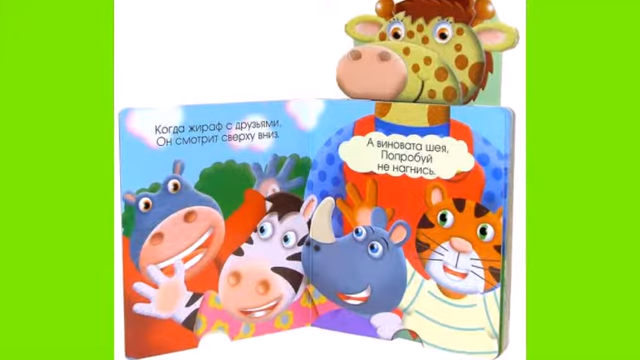 Когда жираф с друзьями,
Он смотрит сверху вниз.
А виновата шея,
Попробуй
не нагнись.